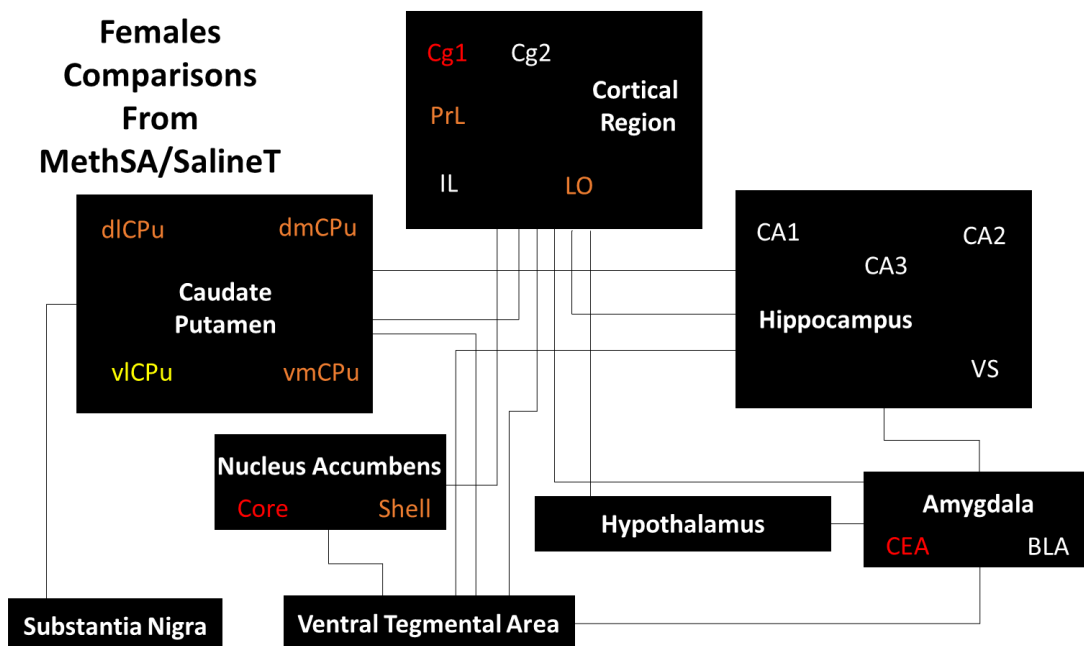 Females
Comparisons
From
MethSA/SalineT
Cg1 Cg2
Cortical
Region
PrL
IL LO
dlCPu dmCPu
Caudate
Putamen
vlCPu vmCPu
CA1 CA2
CA3
Hippocampus
VS
Nucleus Accumbens
Core Shell
Hypothalamus
Amygdala
CEA BLA
Substantia Nigra
Ventral Tegmental Area